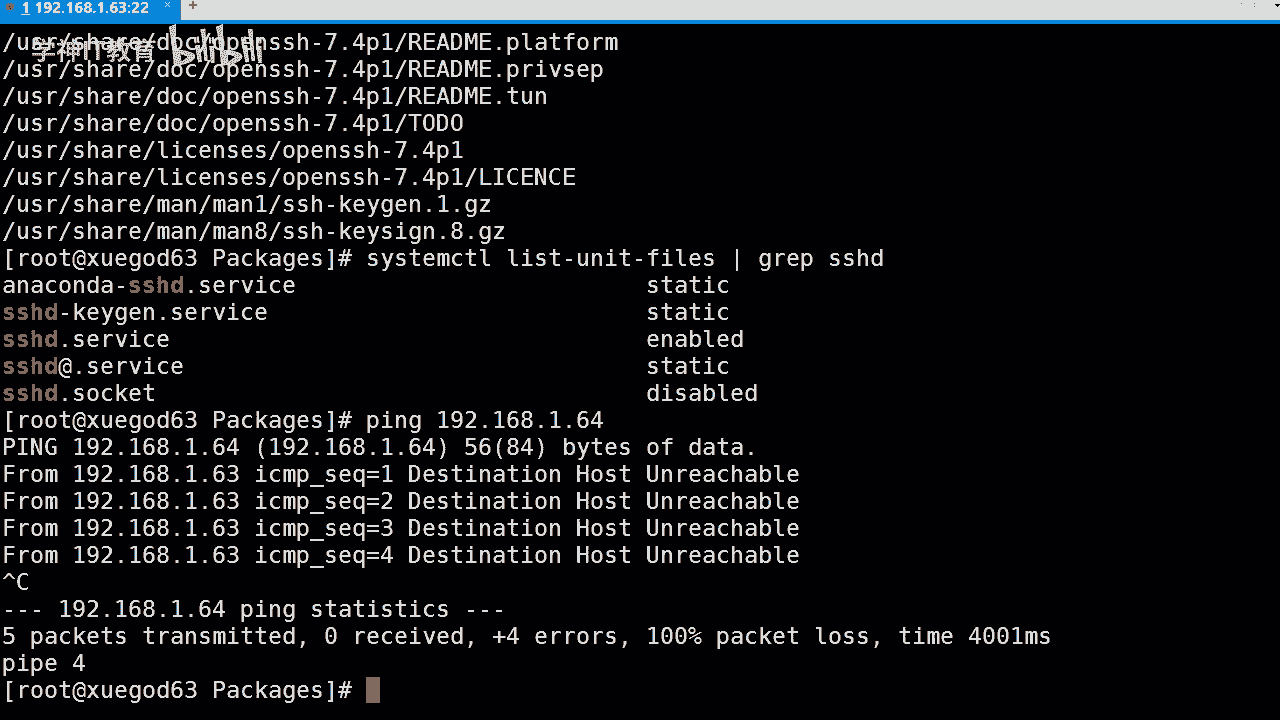 1 192.168.1.63:22 × +
/usr/share/doc/openssh-7.4p1/README.platform
学神IT教育 bilibili
/usr/share/doc/openssh-7.4p1/README.privsep
/usr/share/doc/openssh-7.4p1/README.tun
/usr/share/doc/openssh-7.4p1/TODO
/usr/share/licenses/openssh-7.4p1
/usr/share/licenses/openssh-7.4p1/LICENCE
/usr/share/man/man1/ssh-keygen.1.gz
/usr/share/man/man8/ssh-keysign.8.gz
[root@xuegod63 Packages]# systemctl list-unit-files | grep sshd
anaconda-sshd.service static
sshd-keygen.service static
sshd.service enabled
sshd@.service static
sshd.socket disabled
[root@xuegod63 Packages]# ping 192.168.1.64
PING 192.168.1.64 (192.168.1.64) 56(84) bytes of data.
From 192.168.1.63 icmp_seq=1 Destination Host Unreachable
From 192.168.1.63 icmp_seq=2 Destination Host Unreachable
From 192.168.1.63 icmp_seq=3 Destination Host Unreachable
From 192.168.1.63 icmp_seq=4 Destination Host Unreachable
^C
--- 192.168.1.64 ping statistics ---
5 packets transmitted, 0 received, +4 errors, 100% packet loss, time 4001ms
pipe 4
[root@xuegod63 Packages]#